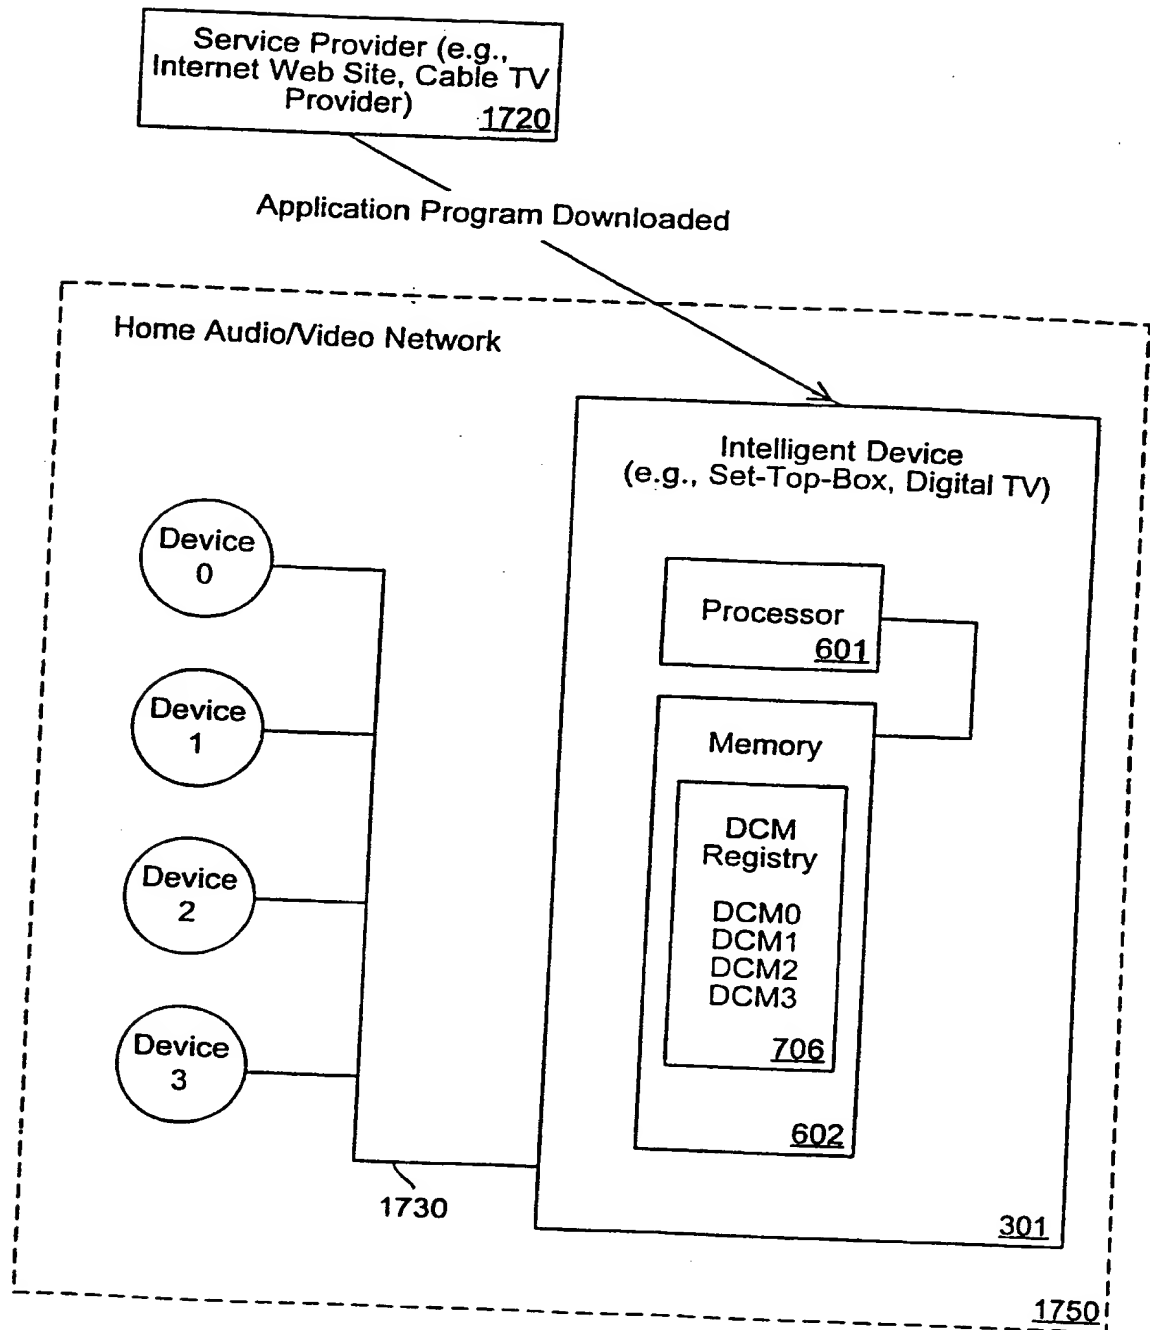 Service Provider (e.g.,
Internet Web Site, Cable TV
Provider)
1720
Application Program Downloaded
Home Audio/Video Network
Intelligent Device
(e.g., Set-Top-Box, Digital TV)
Device
0
Processor
601
Device
1
Memory
DCM
Registry
Device
2
DCM0
DCM1
DCM2
DCM3
Device
3
706
602
1730
301
1750